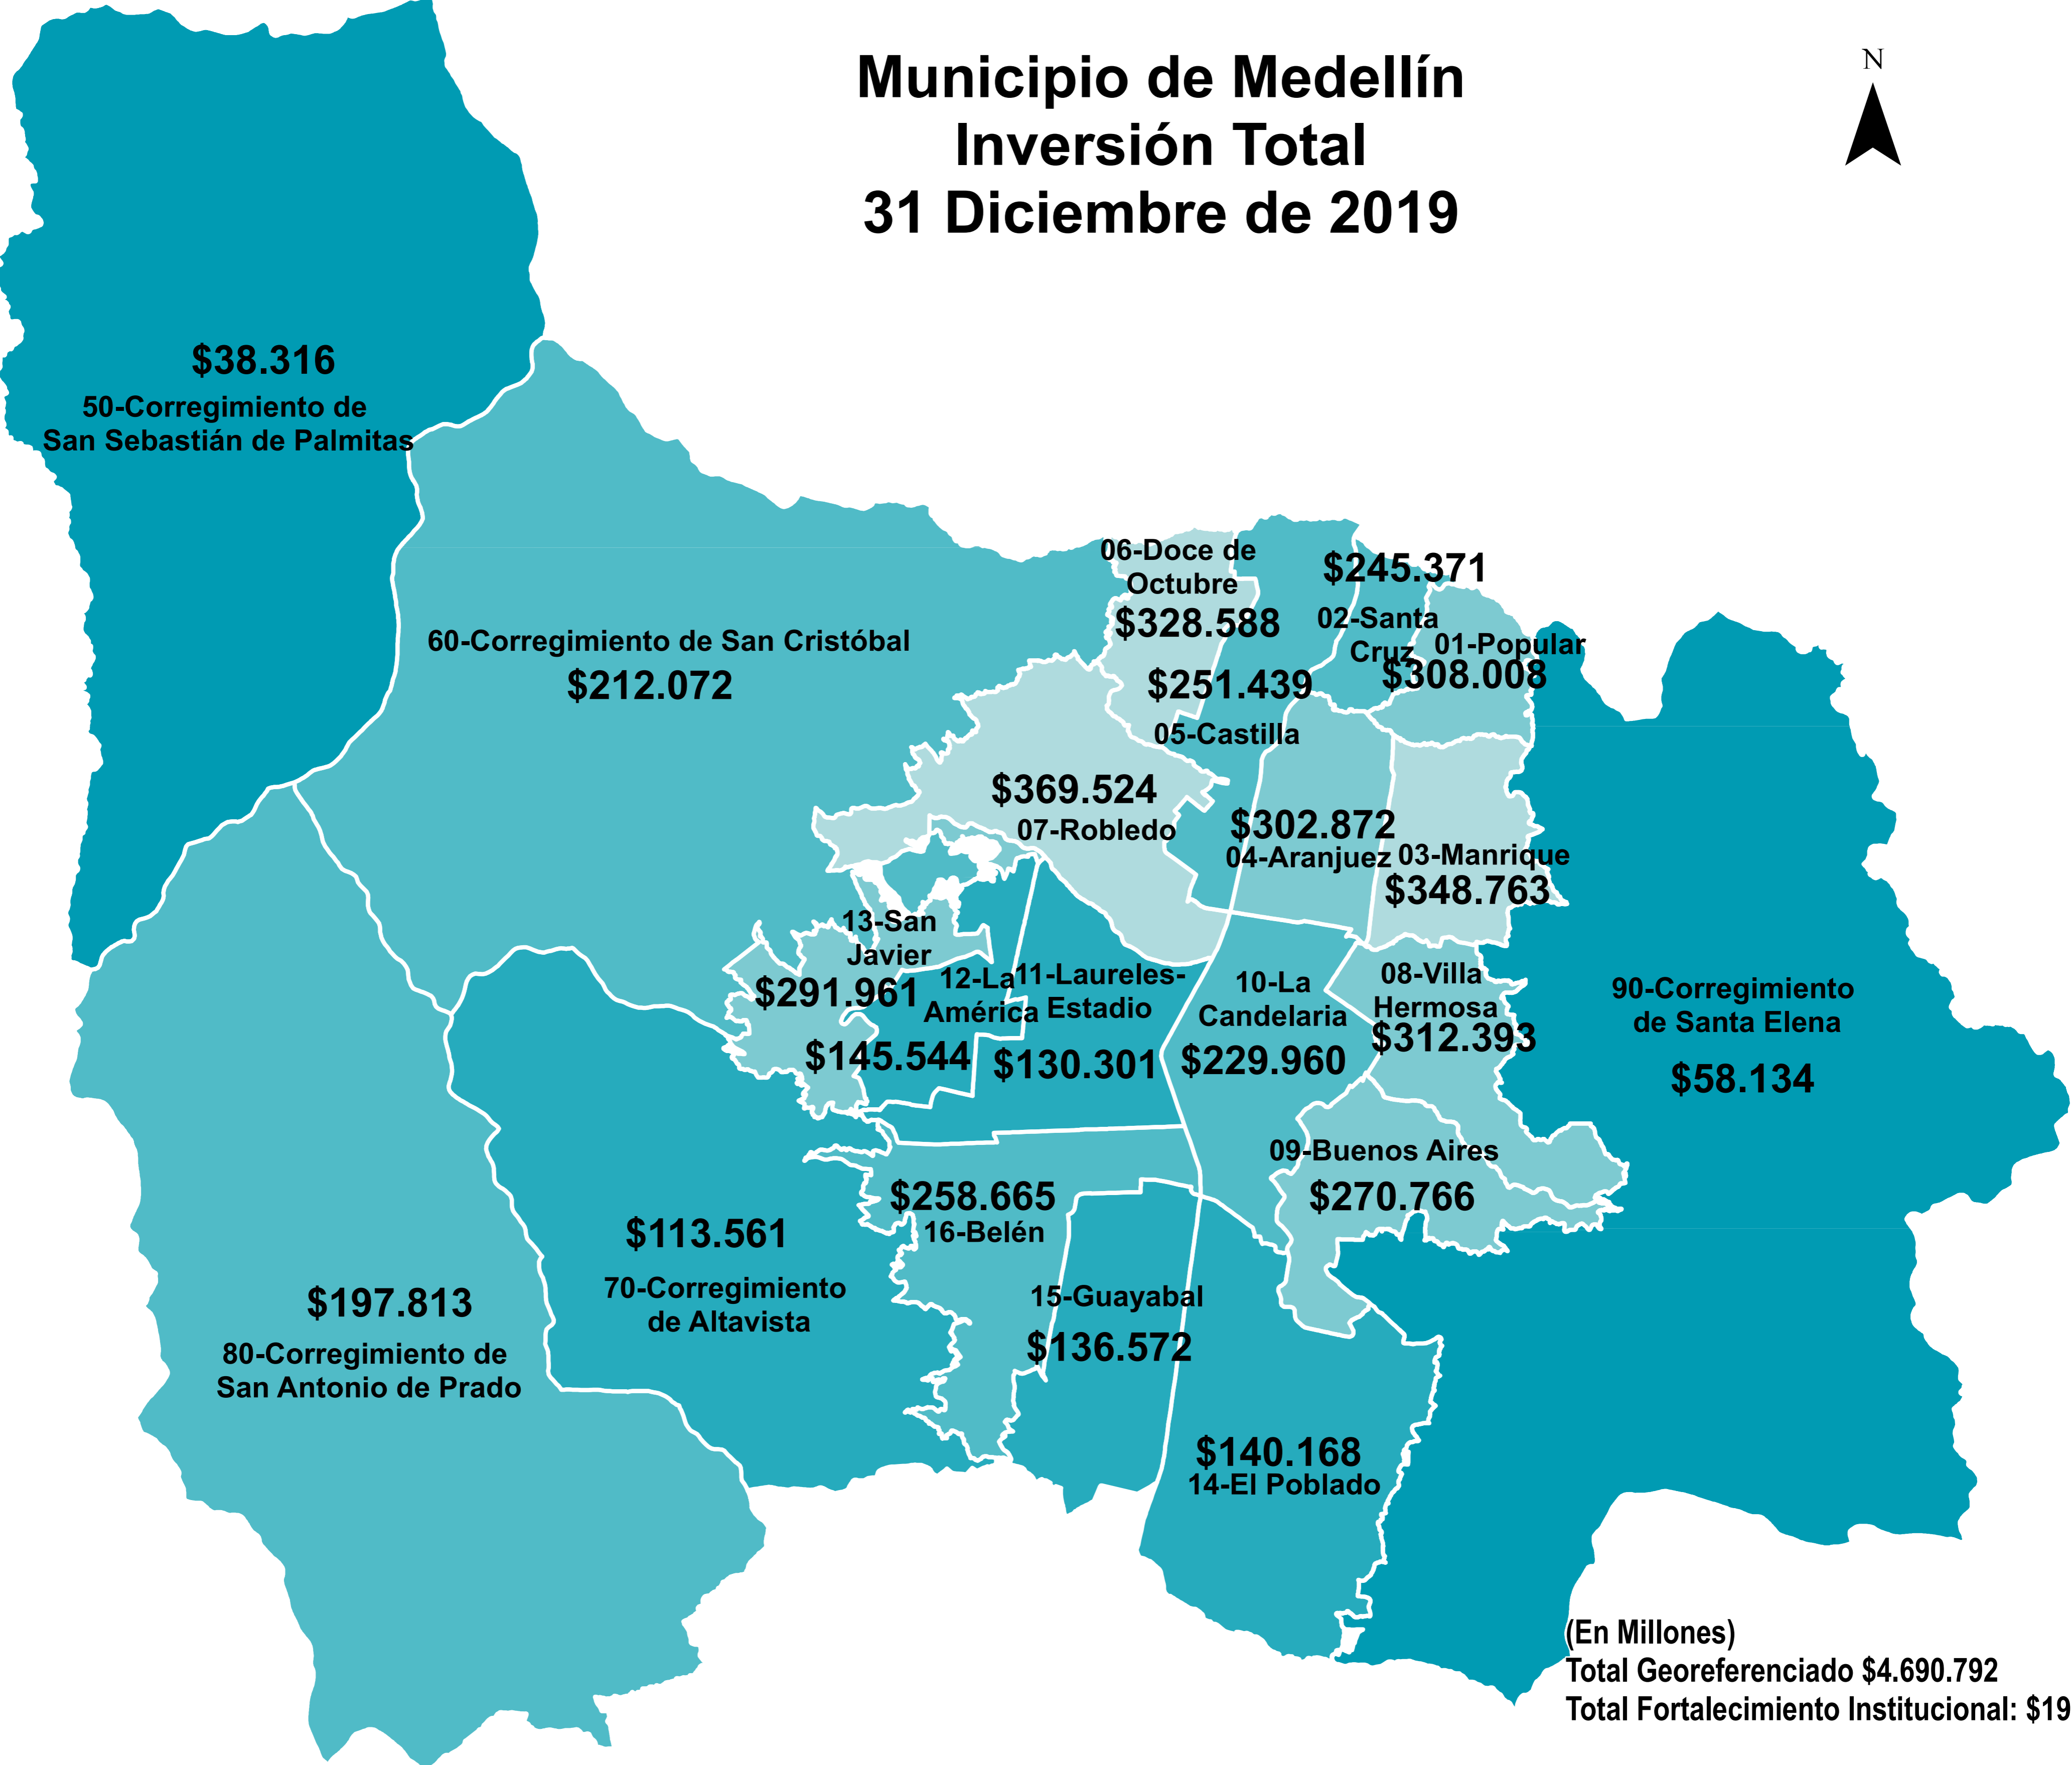 Municipio de Medellín
Inversión Total
31 Diciembre de 2019
N
$38.316
50-Corregimiento de
San Sebastián de Palmitas
60-Corregimiento de San Cristóbal
$212.072
06-Doce de
Octubre
$328.588
$245.371
02-Santa
Cruz
01-Popular
$308.008
$251.439
05-Castilla
$369.524
07-Robledo
$302.872
04-Aranjuez
03-Manrique
$348.763
13-San
Javier
$291.961
12-La
América
$145.544
11-Laureles-
Estadio
$130.301
10-La
Candelaria
$229.960
08-Villa
Hermosa
$312.393
90-Corregimiento
de Santa Elena
$58.134
09-Buenos Aires
$270.766
$258.665
16-Belén
$113.561
70-Corregimiento
de Altavista
15-Guayabal
$136.572
$197.813
80-Corregimiento de
San Antonio de Prado
$140.168
14-El Poblado
(En Millones)
Total Georeferenciado $4.690.792
Total Fortalecimiento Institucional: $19